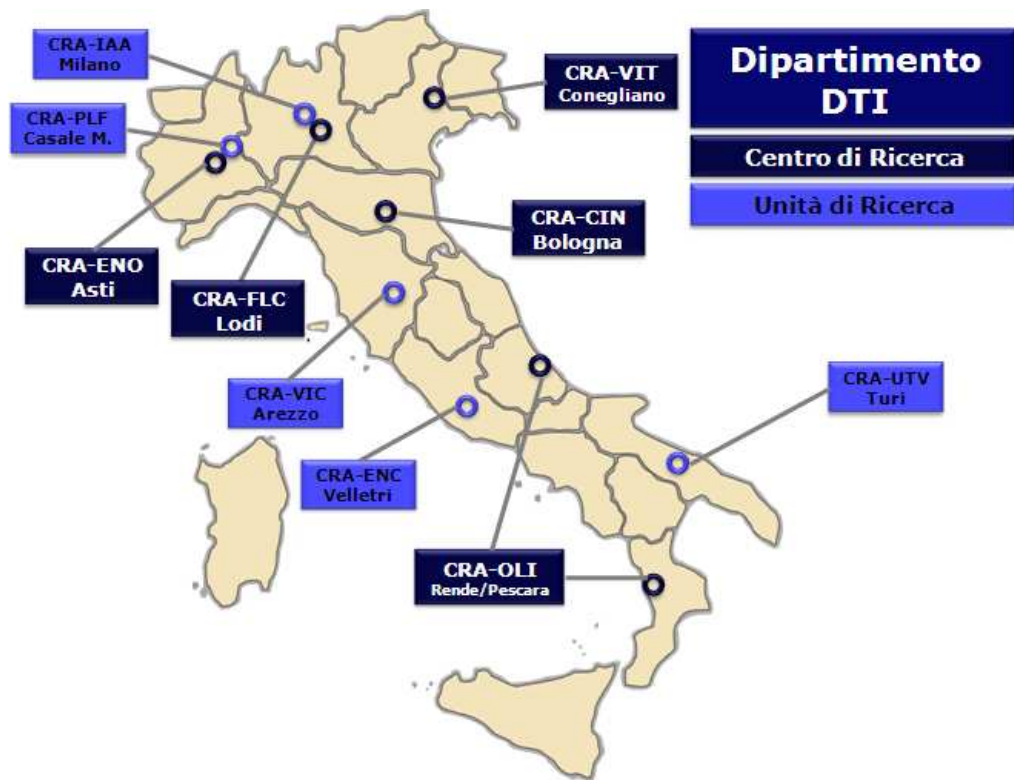 CRA-IAA
Milano
CRA-VIT
Conegliano
Dipartimento
DTI
CRA-PLF
Casale M.
Centro di Ricerca
Unità di Ricerca
CRA-CIN
Bologna
CRA-ENO
Asti
CRA-FLC
Lodi
CRA-VIC
Arezzo
CRA-UTV
Turi
CRA-ENC
Velletri
CRA-OLI
Rende/Pescara